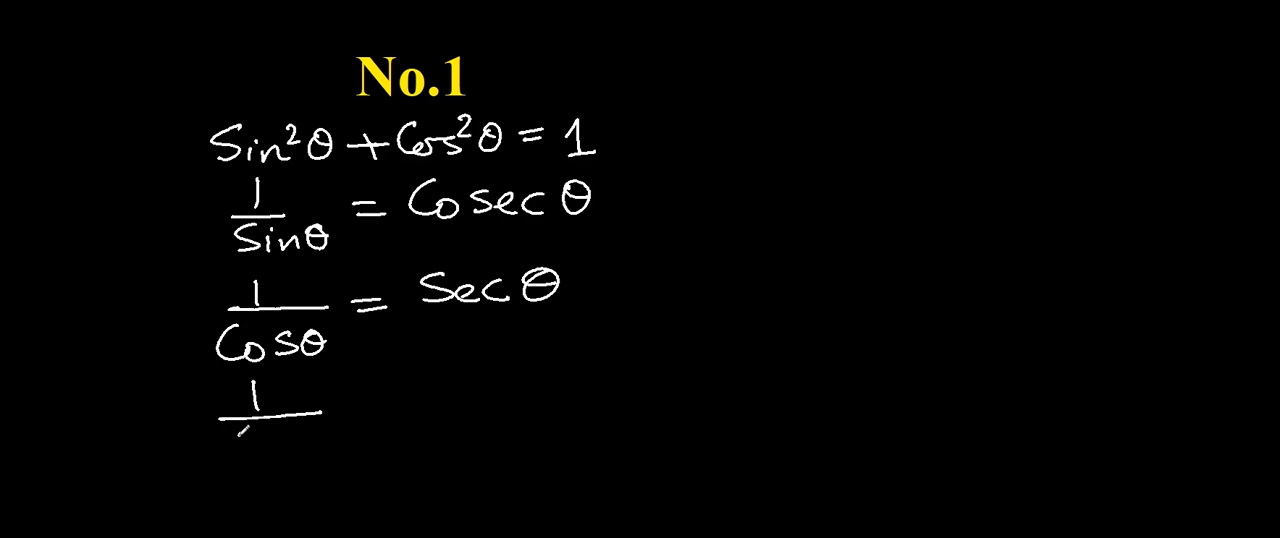 No.1
Sin²θ + Cos²θ = 1
1/Sinθ = Cosec θ
1/Cosθ = Sec θ
1